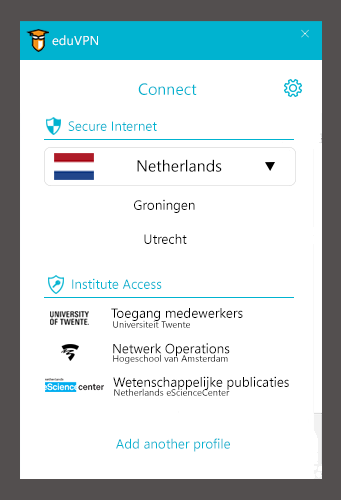 eduVPN
Connect
Secure Internet
Netherlands
Groningen
Utrecht
Institute Access
UNIVERSITY
OF TWENTE.
Toegang medewerkers
Universiteit Twente
Netwerk Operations
Hogeschool van Amsterdam
netherlands
eScience center
Wetenschappelijke publicaties
Netherlands eScienceCenter
Add another profile